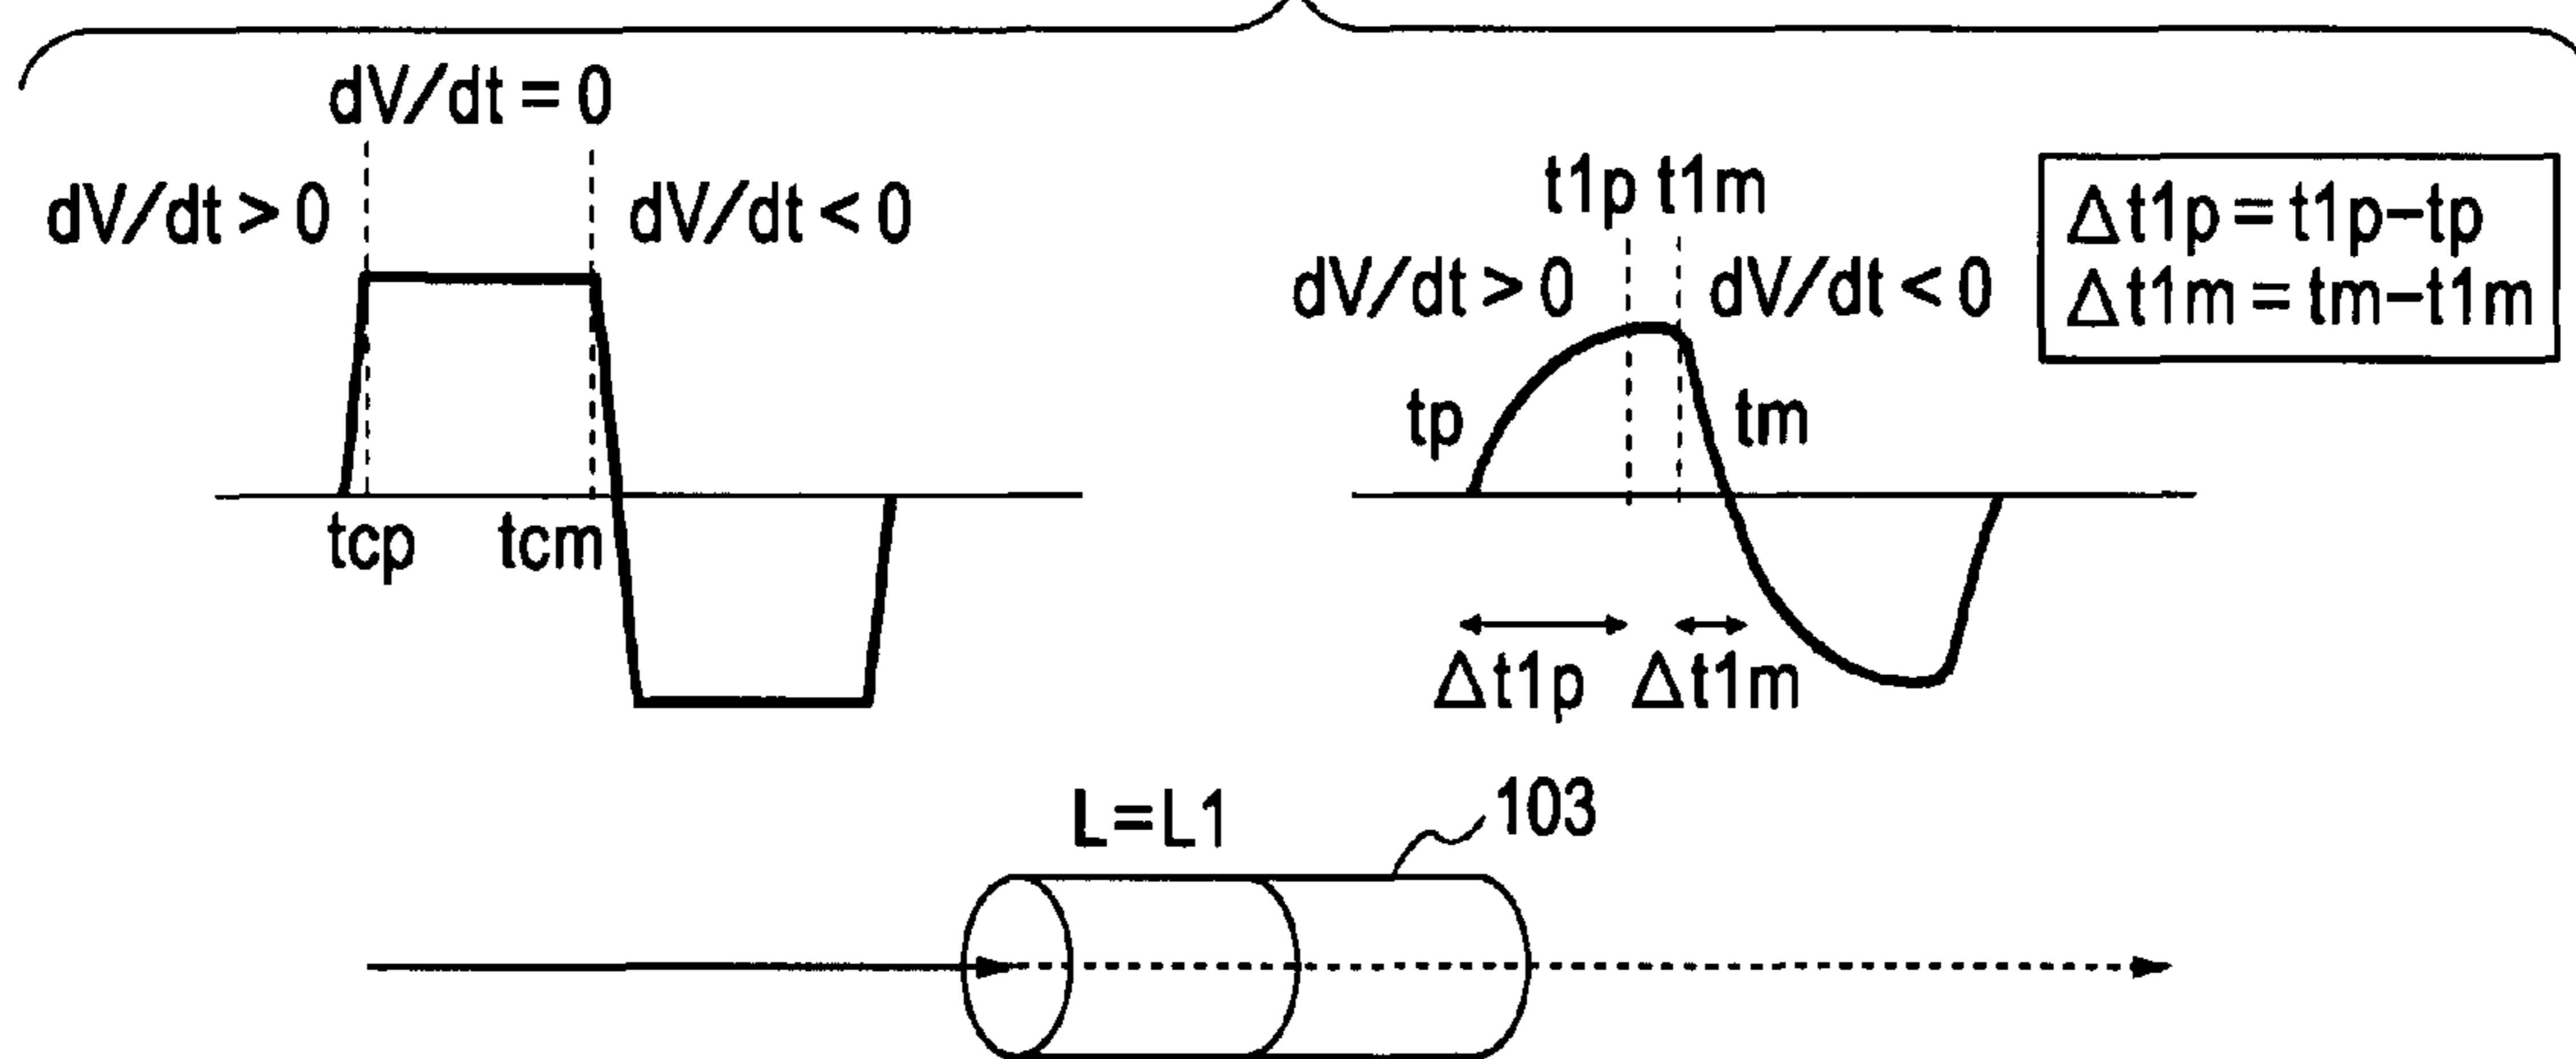 dV/dt = 0
dV/dt > 0
dV/dt < 0
tcp
tcm
t1p t1m
dV/dt > 0
dV/dt < 0
tp
tm
Δt1p
Δt1m
Δt1p = t1p–tp
Δt1m = tm–t1m
L=L1
103